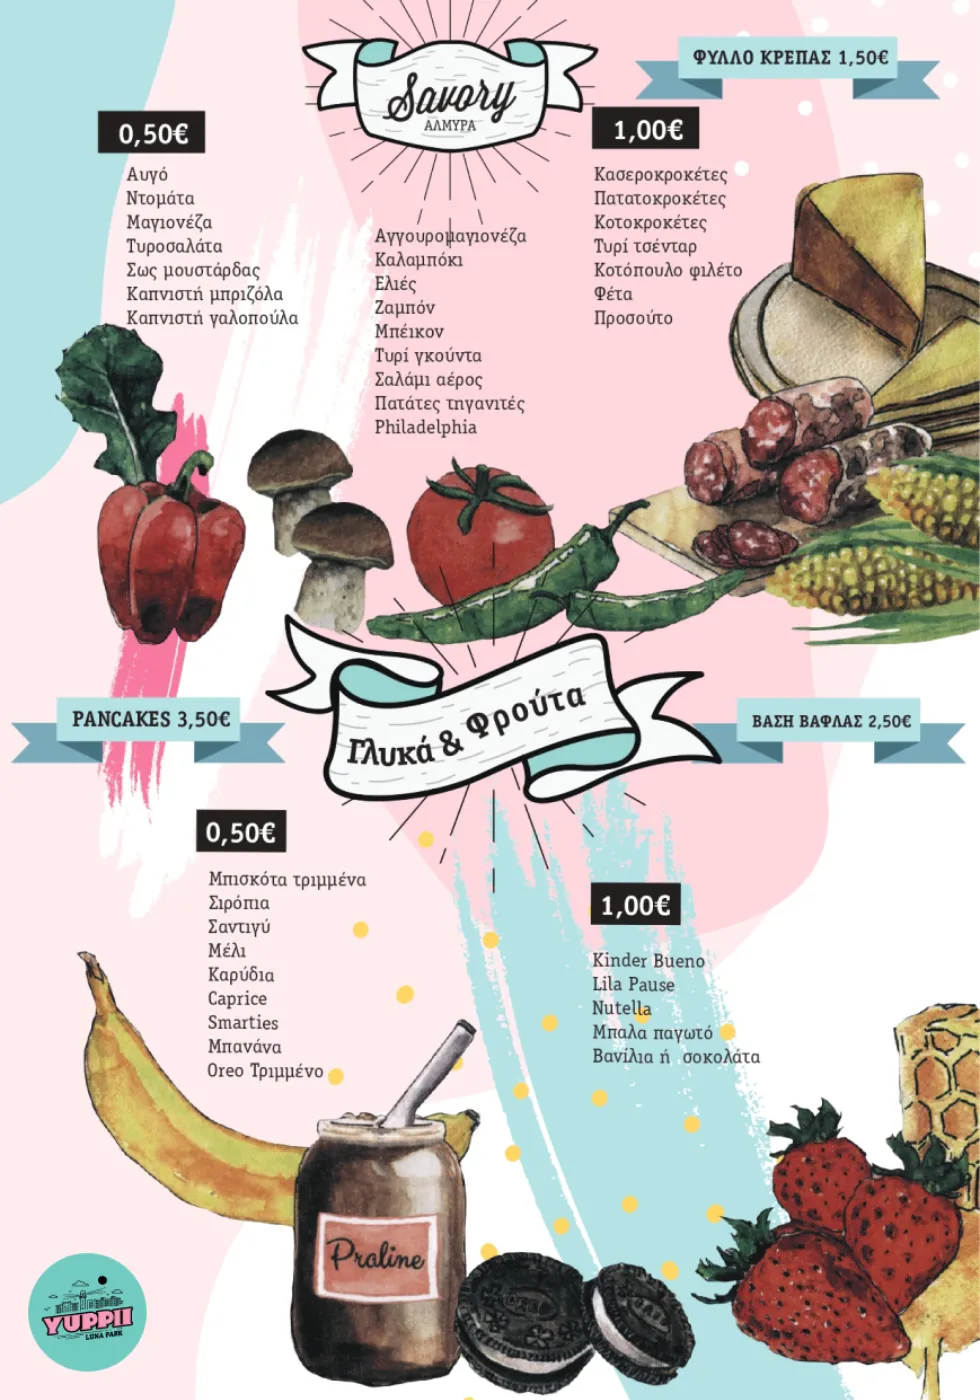 Savory
ΑΛΜΥΡΑ
ΦΥΛΛΟ ΚΡΕΠΑΣ 1,50€
0,50€
Αυγό
Ντομάτα
Μαγιονέζα
Τυροσαλάτα
Σως μουστάρδας
Καπνιστή μπριζόλα
Καπνιστή γαλοπούλα
Αγγουρομαγιονέζα
Καλαμπόκι
Ελιές
Ζαμπόν
Μπέικον
Τυρί γκούντα
Σαλάμι αέρος
Πατάτες τηγανιτές
Philadelphia
1,00€
Κασεροκροκέτες
Πατατοκροκέτες
Κοτοκροκέτες
Τυρί τσένταρ
Κοτόπουλο φιλέτο
Φέτα
Προσούτο
Γλυκά & Φρούτα
PANCAKES 3,50€
ΒΑΣΗ ΒΑΦΛΑΣ 2,50€
0,50€
Μπισκότα τριμμένα
Σιρόπια
Σαντιγύ
Μέλι
Καρύδια
Caprice
Smarties
Μπανάνα
Oreo Τριμμένο
1,00€
Kinder Bueno
Lila Pause
Nutella
Μπαλα παγωτό
Βανίλια ή σοκολάτα
Praline
YUPPII
LUNA PARK